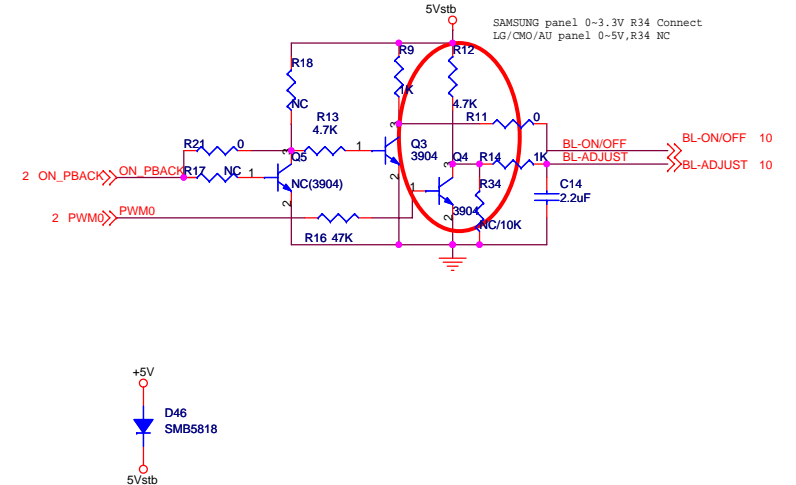 5Vstb
SAMSUNG panel 0~3.3V R34 Connect
LG/CMO/AU panel 0~5V,R34 NC
R18
R9
R12
NC
1K
4.7K
R13
4.7K
R11
0
R21
0
3
1
3
Q3
3904
BL-ON/OFF
BL-ON/OFF 10
2 ON_PBACK
ON_PBACK
R17
NC
1
Q5
NC(3904)
2
2
3
Q4
R14
1K
BL-ADJUST
BL-ADJUST 10
1
R34
C14
2.2uF
2 PWM0
PWM0
3904
2
NC/10K
R16 47K
+5V
D46
SMB5818
5Vstb